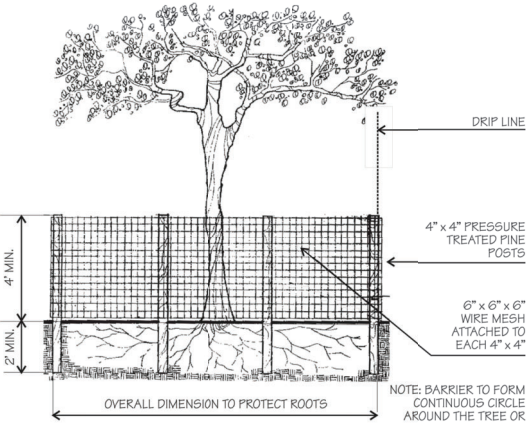 DRIP LINE
4" x 4" PRESSURE
TREATED PINE
POSTS
4' MIN.
6" x 6" x 6"
WIRE MESH
ATTACHED TO
EACH 4" x 4"
2' MIN.
OVERALL DIMENSION TO PROTECT ROOTS
NOTE: BARRIER TO FORM
CONTINUOUS CIRCLE
AROUND THE TREE OR